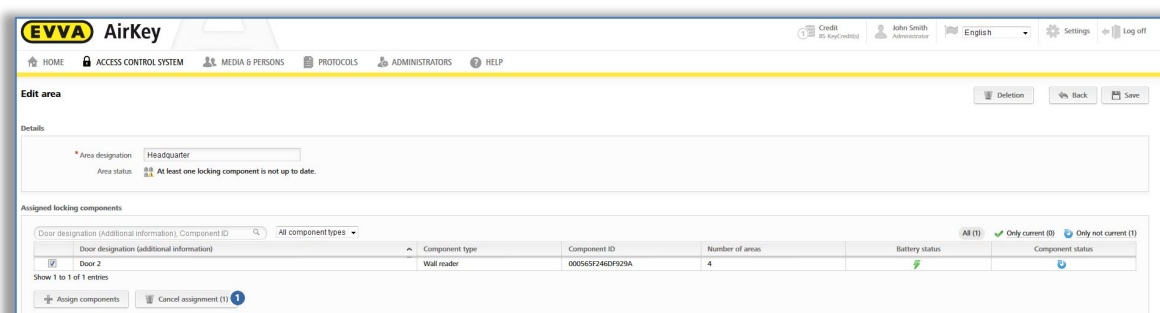 EVVA AirKey
1 Credit
85 KeyCredit(s)
John Smith
Administrator
English
Settings
Log off
HOME ACCESS CONTROL SYSTEM MEDIA & PERSONS PROTOCOLS ADMINISTRATORS ? HELP
Edit area
Deletion Back Save
Details
* Area designation Headquarter
Area status At least one locking component is not up to date.
Assigned locking components
Door designation (Additional information), Component ID All component types All (1) Only current (0) Only not current (1)
Door designation (additional information) Component type Component ID Number of areas Battery status Component status
Door 2 Wall reader 000565F246DF929A 4
Show 1 to 1 of 1 entries
Assign components Cancel assignment (1) 1